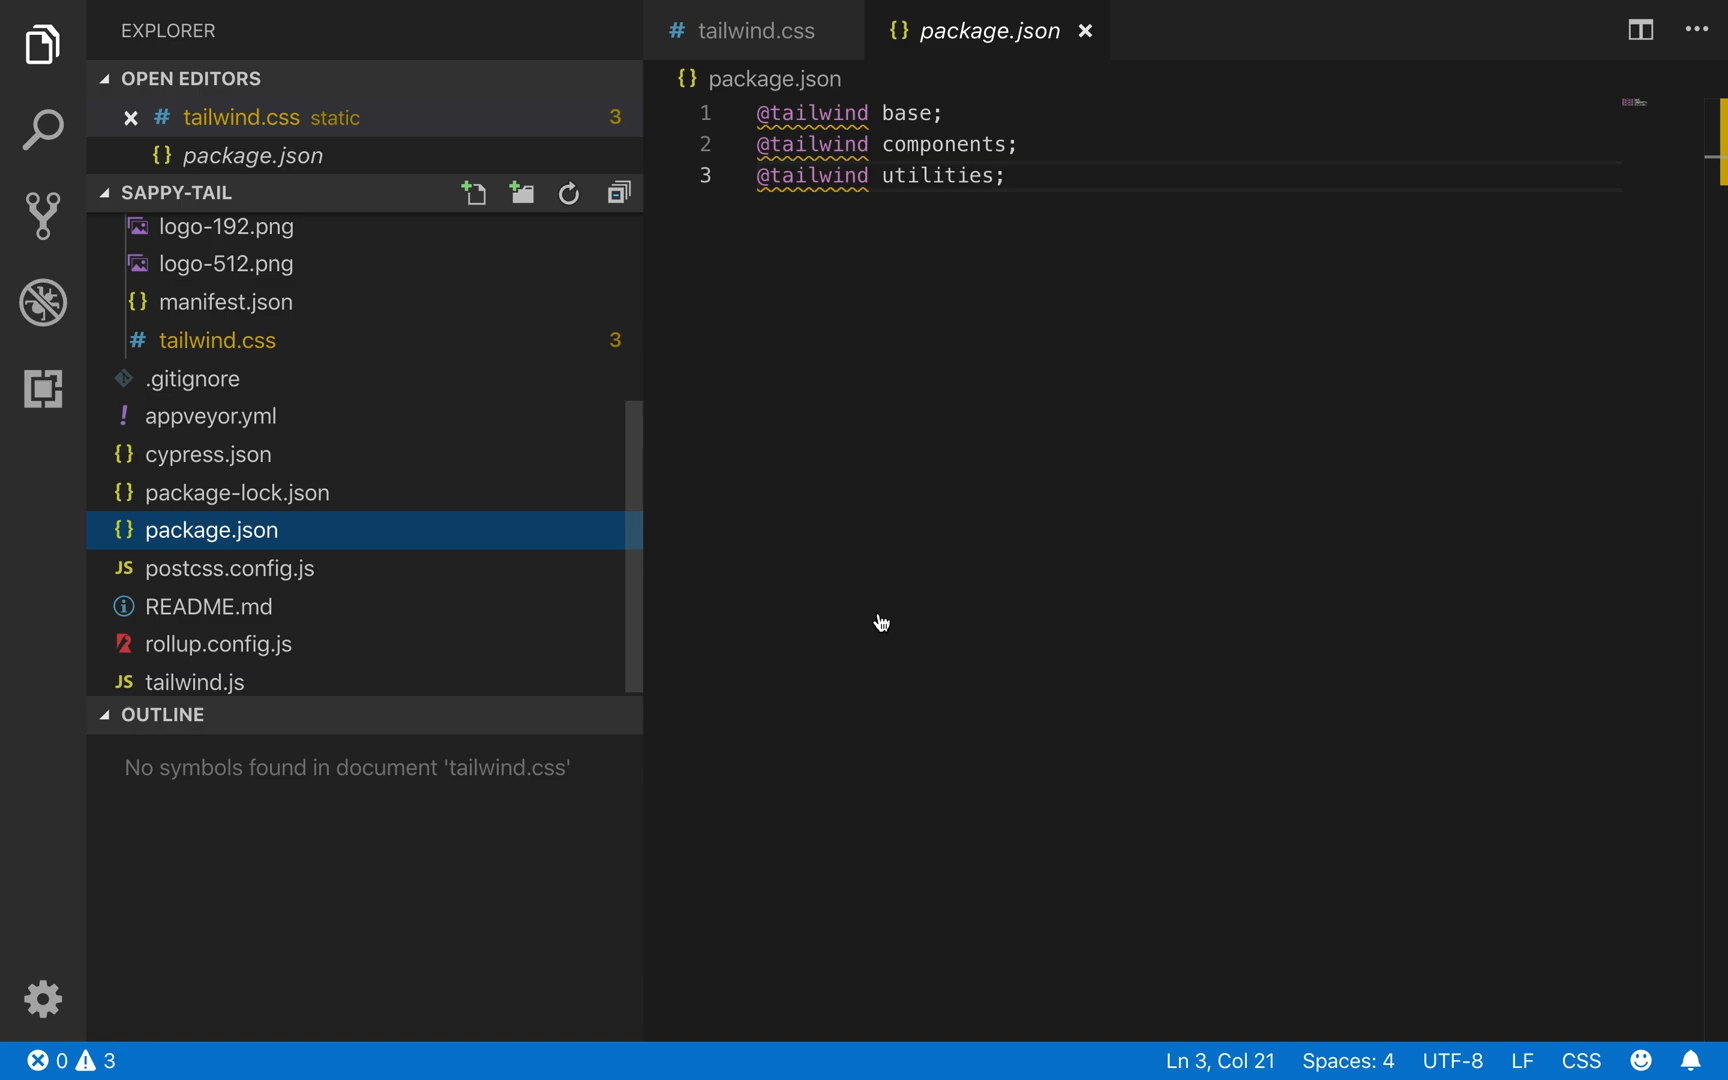 EXPLORER
OPEN EDITORS
# tailwind.css static 3
{} package.json
SAPPY-TAIL
logo-192.png
logo-512.png
{} manifest.json
# tailwind.css 3
.gitignore
! appveyor.yml
{} cypress.json
{} package-lock.json
{} package.json
JS postcss.config.js
README.md
rollup.config.js
JS tailwind.js
OUTLINE
No symbols found in document 'tailwind.css'
# tailwind.css
{} package.json
{} package.json
1 @tailwind base;
2 @tailwind components;
3 @tailwind utilities;
0 3
Ln 3, Col 21 Spaces: 4 UTF-8 LF CSS